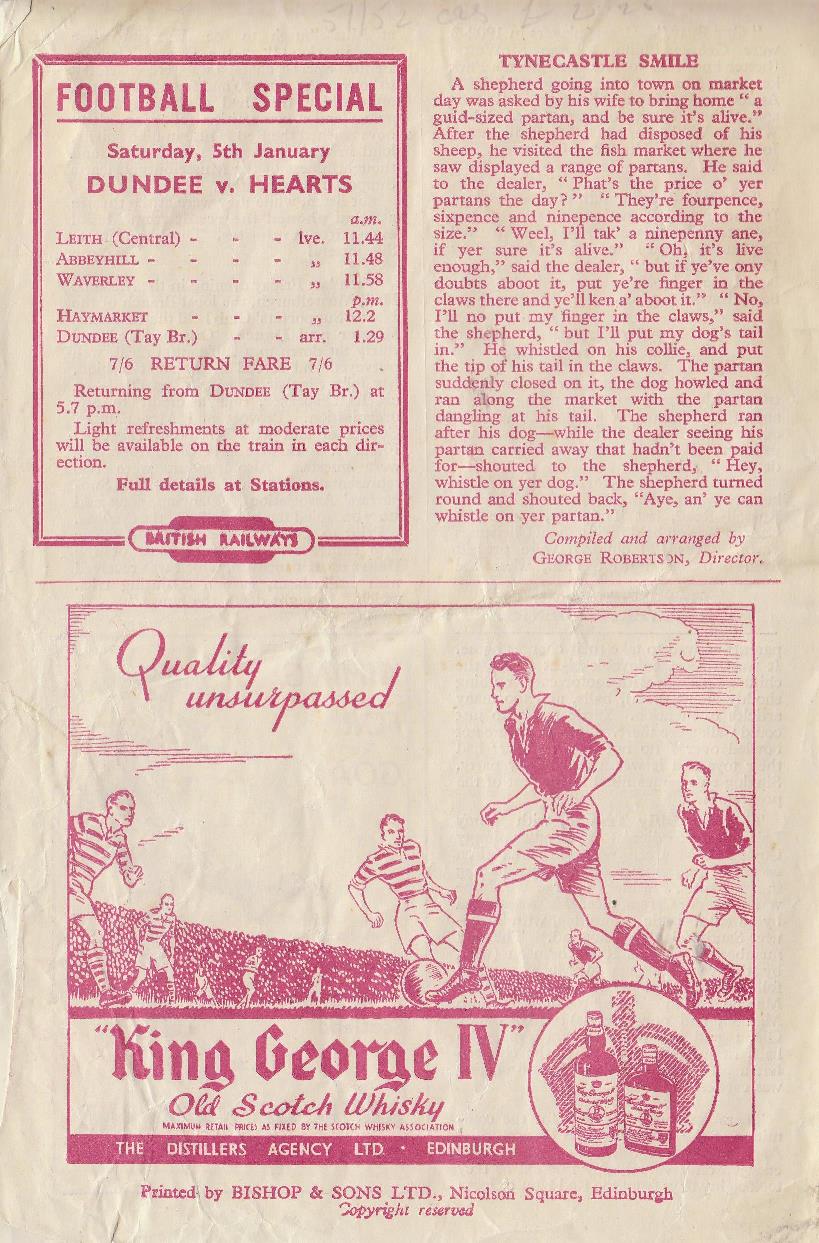 FOOTBALL SPECIAL
Saturday, 5th January
DUNDEE v. HEARTS
a.m.
LEITH (Central) - - - lve. 11.44
ABBEYHILL - - - - „ 11.48
WAVERLEY - - - - „ 11.58
p.m.
HAYMARKET - - - „ 12.2
DUNDEE (Tay Br.) - - arr. 1.29
7/6 RETURN FARE 7/6
Returning from DUNDEE (Tay Br.) at
5.7 p.m.
Light refreshments at moderate prices
will be available on the train in each dir-
ection.
Full details at Stations.
BRITISH RAILWAYS
TYNECASTLE SMILE
A shepherd going into town on market
day was asked by his wife to bring home “ a
guid-sized partan, and be sure it’s alive.”
After the shepherd had disposed of his
sheep, he visited the fish market where he
saw displayed a range of partans. He said
to the dealer, “ Phat’s the price o’ yer
partans the day? ” “ They’re fourpence,
sixpence and ninepence according to the
size.” “ Weel, I’ll tak’ a ninepenny ane,
if yer sure it’s alive.” “ Oh, it’s live
enough,” said the dealer, “ but if ye’ve ony
doubts aboot it, put ye’re finger in the
claws there and ye’ll ken a’ aboot it.” “ No,
I’ll no put my finger in the claws,” said
the shepherd, “ but I’ll put my dog’s tail
in.” He whistled on his collie, and put
the tip of his tail in the claws. The partan
suddenly closed on it, the dog howled and
ran along the market with the partan
dangling at his tail. The shepherd ran
after his dog—while the dealer seeing his
partan carried away that hadn’t been paid
for—shouted to the shepherd, “ Hey,
whistle on yer dog.” The shepherd turned
round and shouted back, “Aye, an’ ye can
whistle on yer partan.”
Compiled and arranged by
GEORGE ROBERTSON, Director.
Quality
unsurpassed
“King George IV”
Old Scotch Whisky
MAXIMUM RETAIL PRICES AS FIXED BY THE SCOTCH WHISKY ASSOCIATION
THE DISTILLERS AGENCY LTD · EDINBURGH
Printed by BISHOP & SONS LTD., Nicolson Square, Edinburgh
Copyright reserved